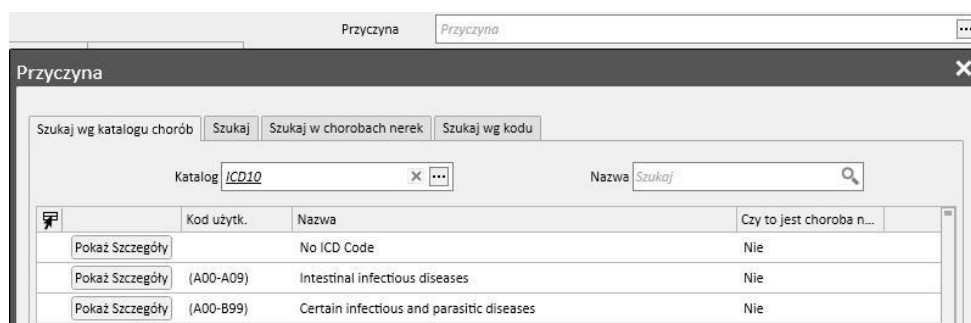 Przyczyna Przyczyna ...
Przyczyna
Szukaj wg katalogu chorób Szukaj Szukaj w chorobach nerek Szukaj wg kodu
Katalog ICD10 ... Nazwa Szukaj
Kod użytk. Nazwa Czy to jest choroba n...
Pokaż Szczegóły No ICD Code Nie
Pokaż Szczegóły (A00-A09) Intestinal infectious diseases Nie
Pokaż Szczegóły (A00-B99) Certain infectious and parasitic diseases Nie